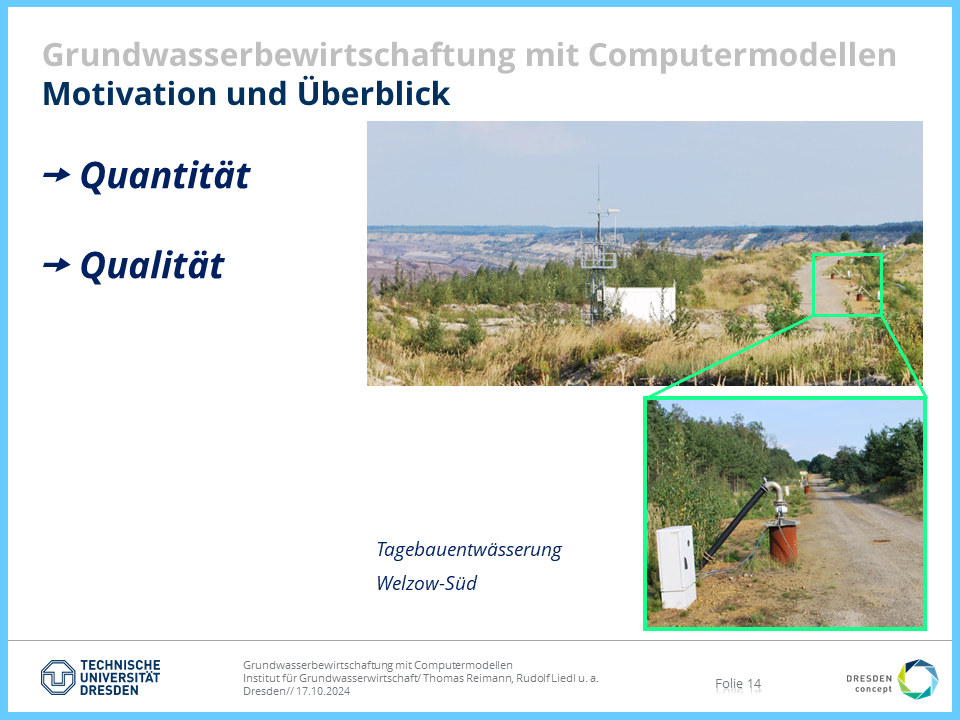 Grundwasserbewirtschaftung mit Computermodellen
Motivation und Überblick
➙ Quantität
➙ Qualität
Tagebauentwässerung
Welzow-Süd
TECHNISCHE
UNIVERSITÄT
DRESDEN
Grundwasserbewirtschaftung mit Computermodellen
Institut für Grundwasserwirtschaft/ Thomas Reimann, Rudolf Liedl u. a.
Dresden// 17.10.2024
Folie 14
DRESDEN
concept